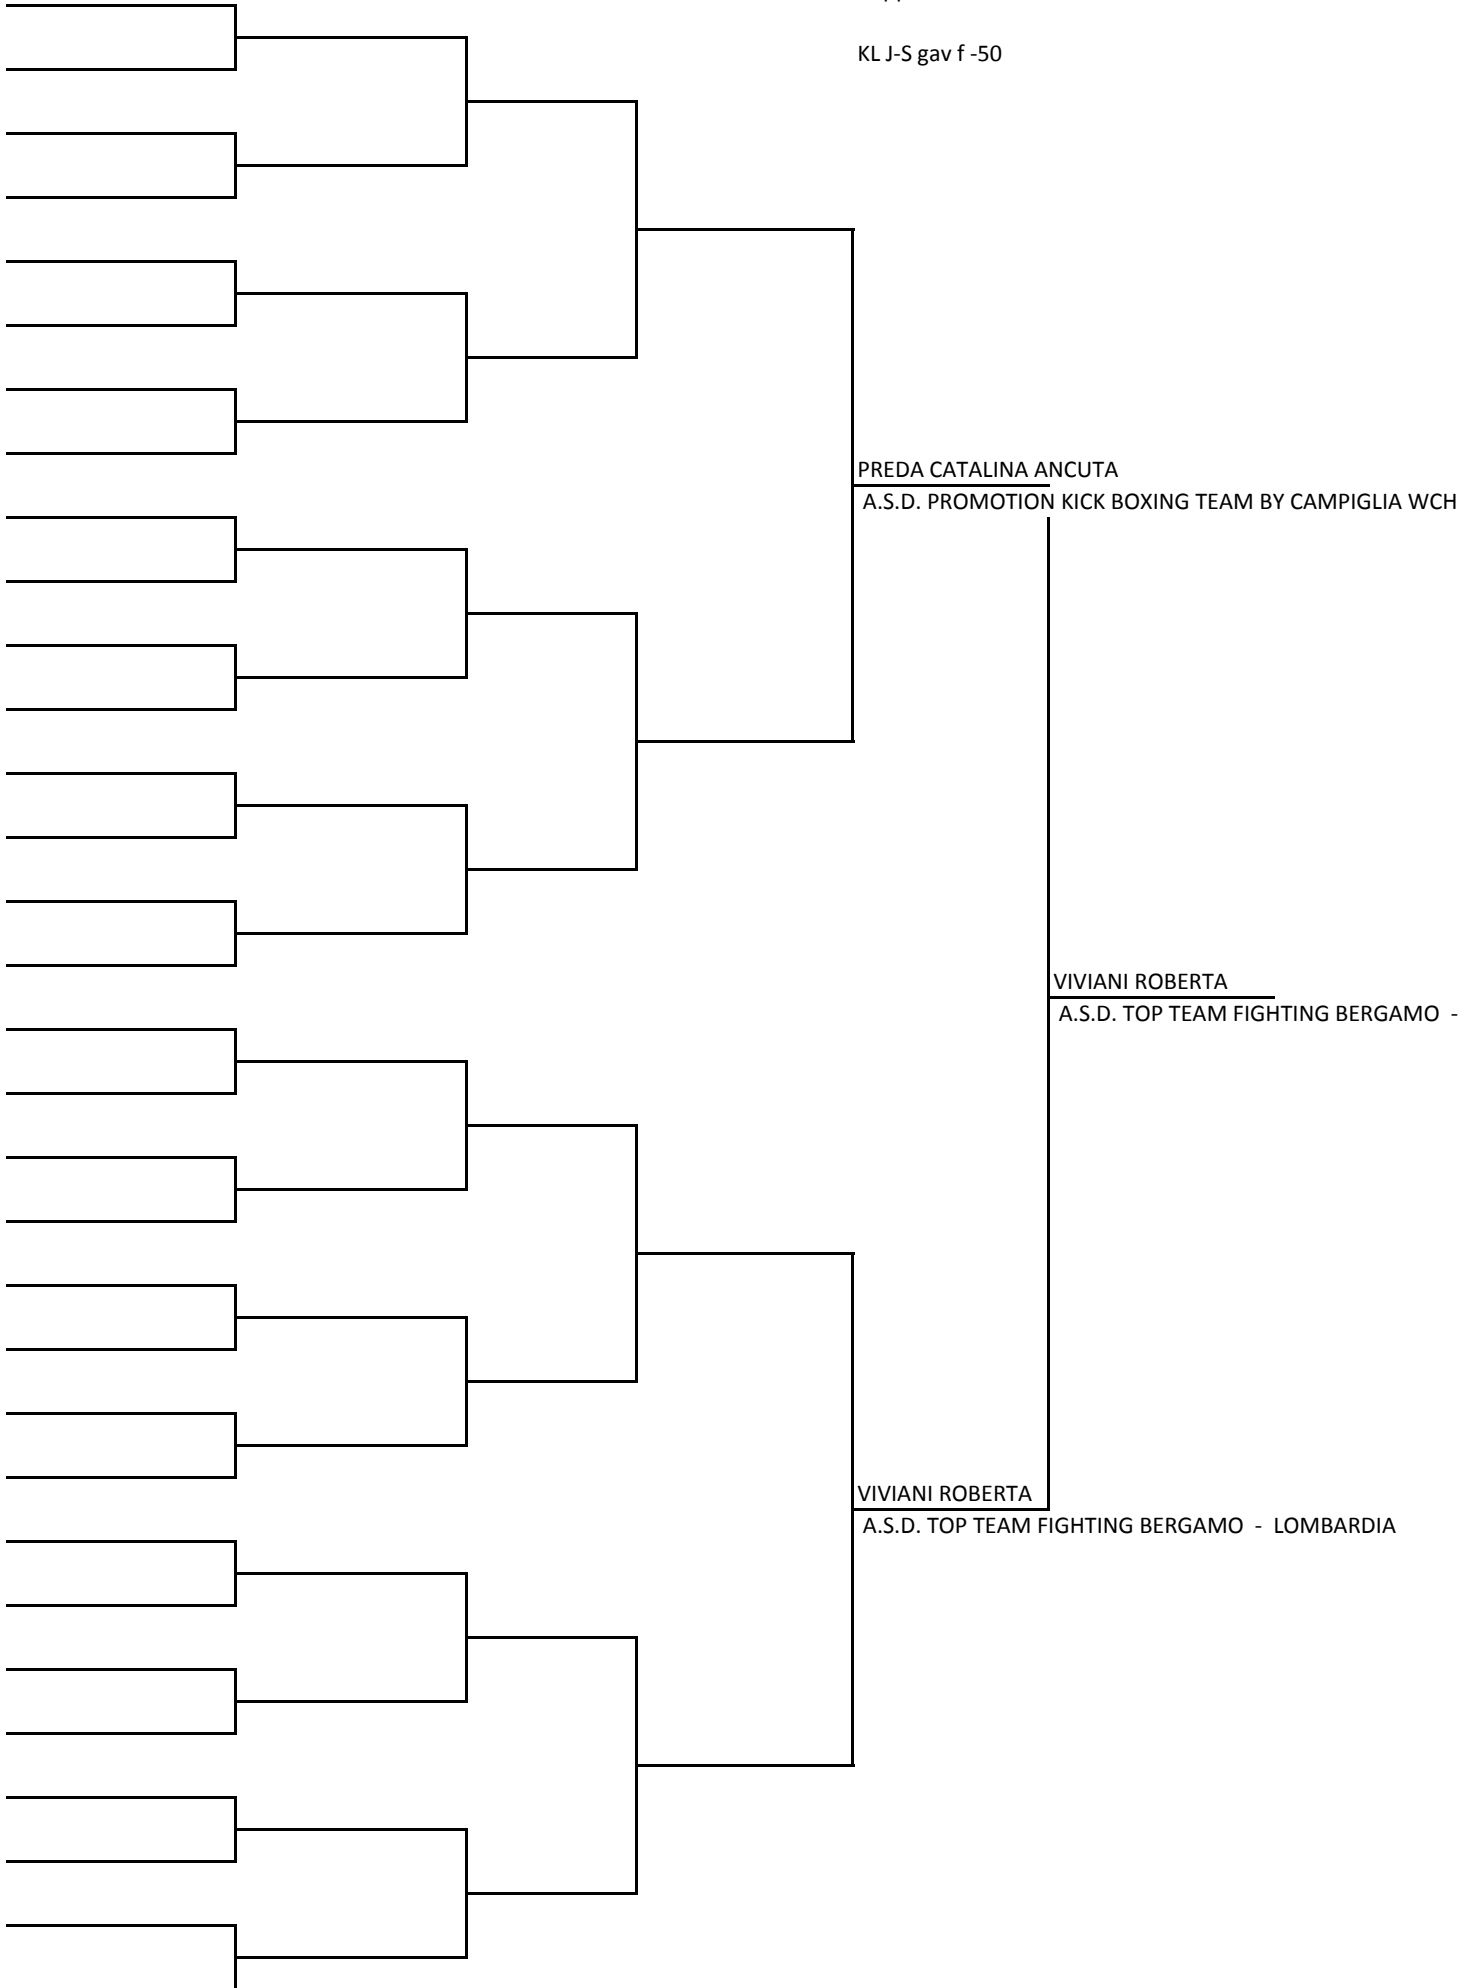 KL J-S gav f -50
PREDA CATALINA ANCUTA
A.S.D. PROMOTION KICK BOXING TEAM BY CAMPIGLIA WCH
VIVIANI ROBERTA
A.S.D. TOP TEAM FIGHTING BERGAMO  -
VIVIANI ROBERTA
A.S.D. TOP TEAM FIGHTING BERGAMO  -  LOMBARDIA